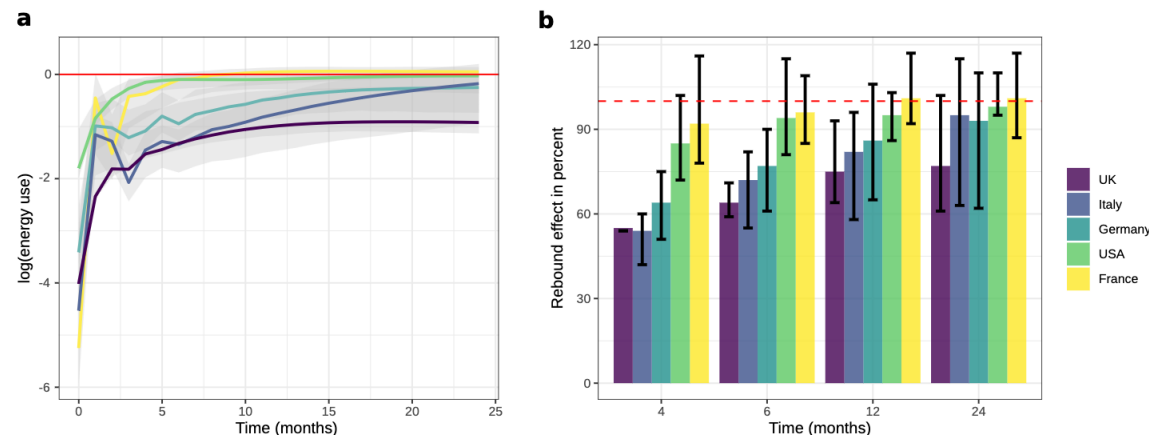 a
0
-2
-4
-6
log(energy use)
0 5 10 15 20 25
Time (months)
b
120
90
60
30
0
Rebound effect in percent
4 6 12 24
Time (months)
UK
Italy
Germany
USA
France